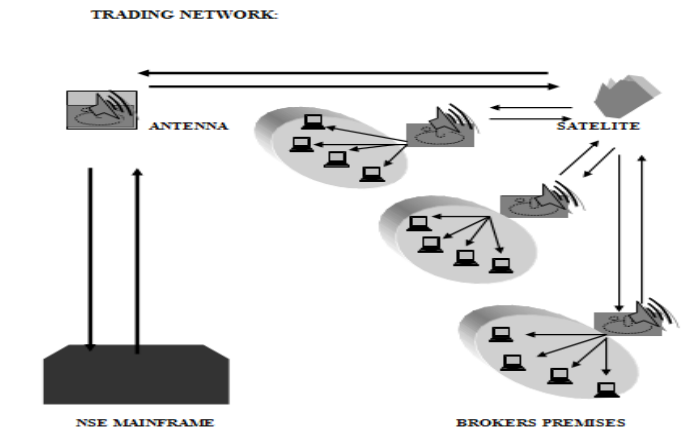 TRADING NETWORK:
ANTENNA
SATELITE
NSE MAINFRAME
BROKERS PREMISES